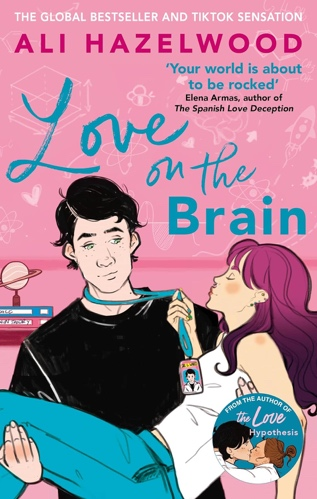 THE GLOBAL BESTSELLER AND TIKTOK SENSATION
ALI HAZELWOOD
‘Your world is about
to be rocked’
Elena Armas, author of
The Spanish Love Deception
Love
on the
Brain
FROM THE AUTHOR OF
the Love
Hypothesis